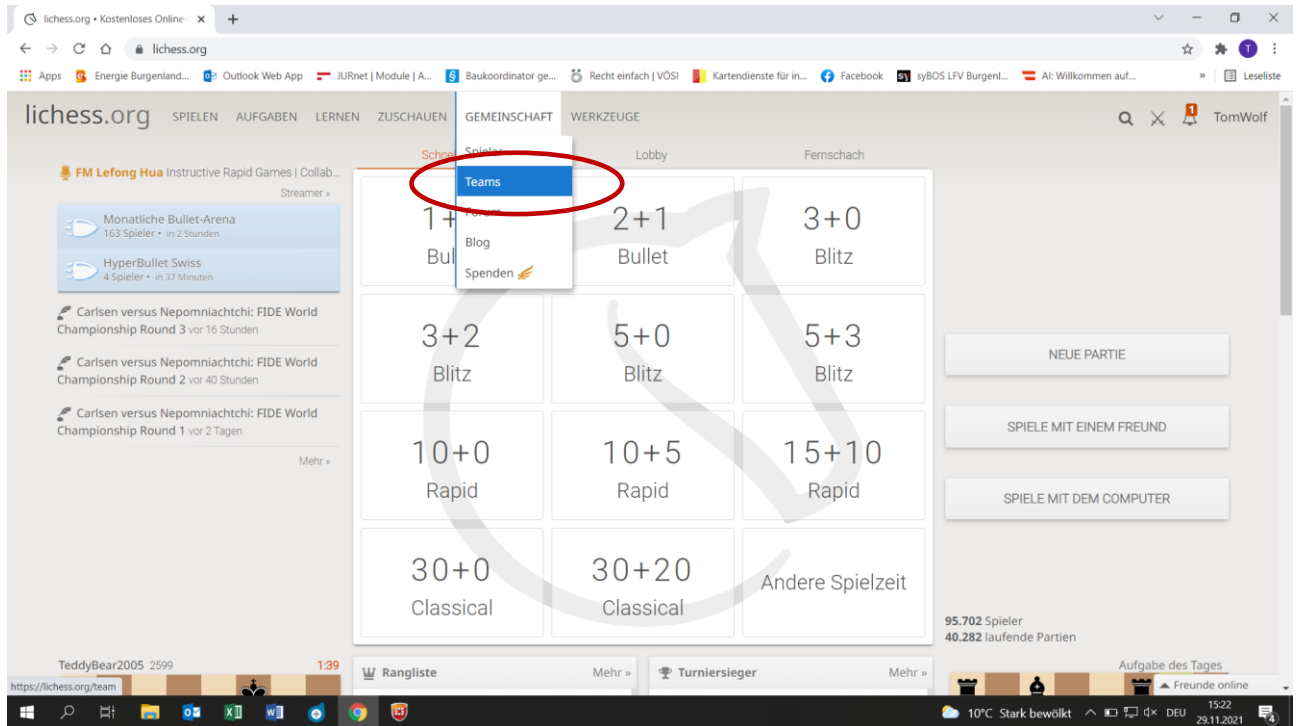 lichess.org • Kostenloses Online-
lichess.org
Apps Energie Burgenland... Outlook Web App JURnet | Module | A... Baukoordinator ge... Recht einfach | VÖSI Kartendienste für in... Facebook syBOS LFV Burgenl... AI: Willkommen auf... » Leseliste
lichess.org SPIELEN AUFGABEN LERNEN ZUSCHAUEN GEMEINSCHAFT WERKZEUGE 1 TomWolf
Spieler
Teams
Forum
Blog
Spenden
Lobby Fernschach
FM Lefong Hua Instructive Rapid Games | Collab...
Streamer »
Monatliche Bullet-Arena
163 Spieler • in 2 Stunden
HyperBullet Swiss
4 Spieler • in 37 Minuten
Carlsen versus Nepomniachtchi: FIDE World
Championship Round 3 vor 16 Stunden
Carlsen versus Nepomniachtchi: FIDE World
Championship Round 2 vor 40 Stunden
Carlsen versus Nepomniachtchi: FIDE World
Championship Round 1 vor 2 Tagen
Mehr »
2+1 3+0
Bullet Blitz
3+2 5+0 5+3
Blitz Blitz Blitz
10+0 10+5 15+10
Rapid Rapid Rapid
30+0 30+20 Andere Spielzeit
Classical Classical
NEUE PARTIE
SPIELE MIT EINEM FREUND
SPIELE MIT DEM COMPUTER
95.702 Spieler
40.282 laufende Partien
TeddyBear2005 2599 1:39
Rangliste Mehr »
Turniersieger Mehr »
Aufgabe des Tages
Freunde online
https://lichess.org/team
10°C Stark bewölkt DEU 15:22
29.11.2021 4